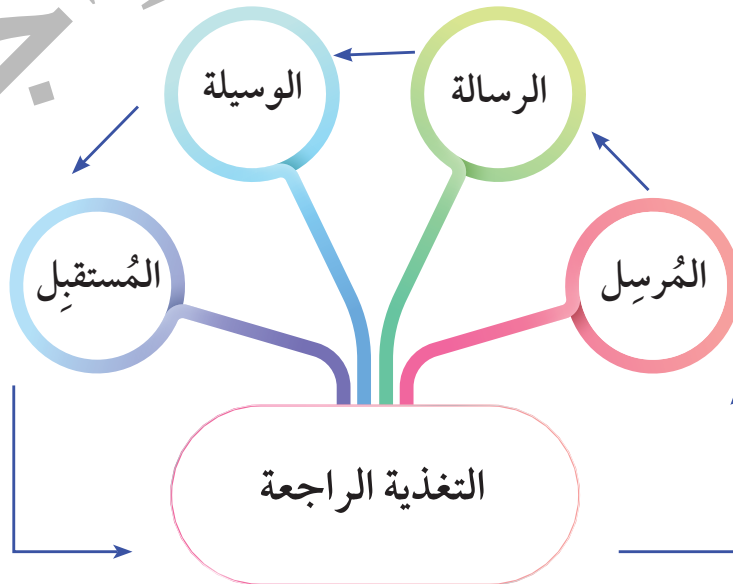 المُرسِل
الرسالة
الوسيلة
المُستقبِل
التغذية الراجعة